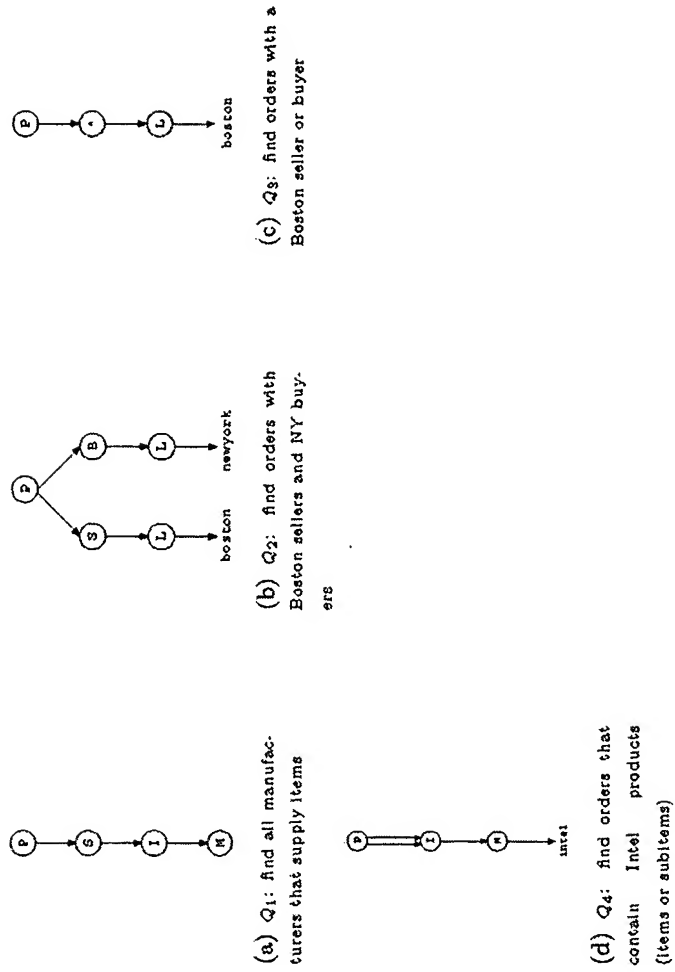 P
S
I
M
(a) Q1: find all manufac-
turers that supply items
P
S B
L L
boston newyork
(b) Q2: find orders with
Boston sellers and NY buy-
ers
P
L
boston
(c) Q3: find orders with a
Boston seller or buyer
P
I
M
intel
(d) Q4: find orders that
contain Intel products
(items or subitems)